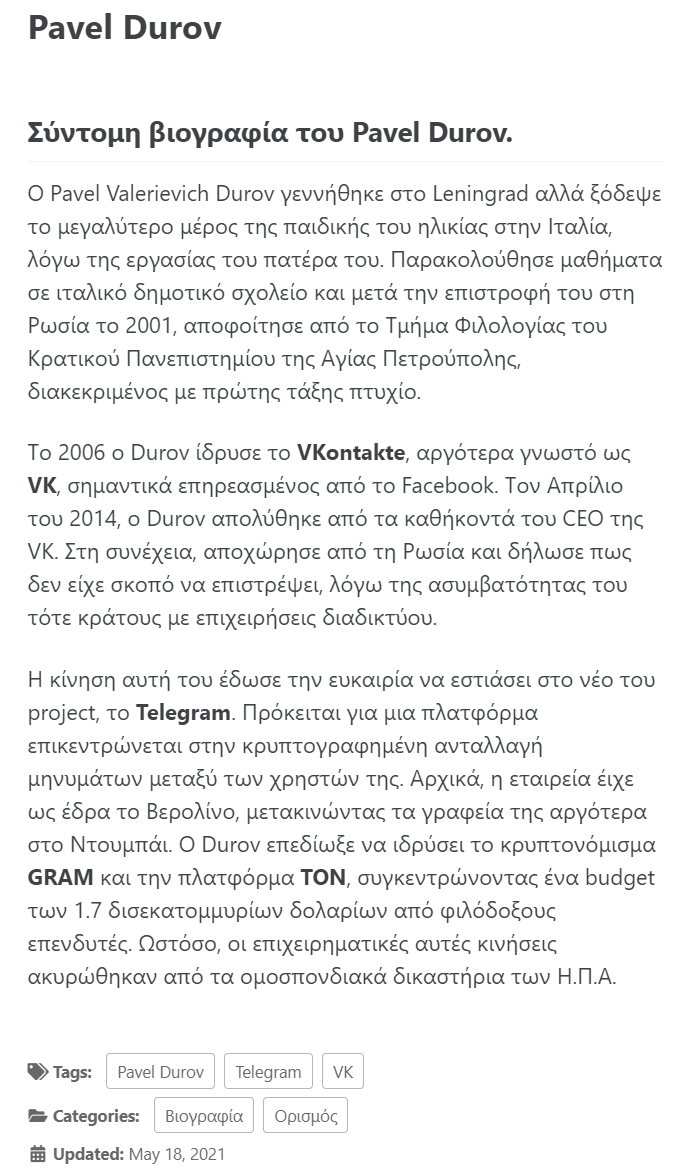 Pavel Durov
Σύντομη βιογραφία του Pavel Durov.
Ο Pavel Valerievich Durov γεννήθηκε στο Leningrad αλλά ξόδεψε
το μεγαλύτερο μέρος της παιδικής του ηλικίας στην Ιταλία,
λόγω της εργασίας του πατέρα του. Παρακολούθησε μαθήματα
σε ιταλικό δημοτικό σχολείο και μετά την επιστροφή του στη
Ρωσία το 2001, αποφοίτησε από το Τμήμα Φιλολογίας του
Κρατικού Πανεπιστημίου της Αγίας Πετρούπολης,
διακεκριμένος με πρώτης τάξης πτυχίο.
Το 2006 ο Durov ίδρυσε το VKontakte, αργότερα γνωστό ως
VK, σημαντικά επηρεασμένος από το Facebook. Τον Απρίλιο
του 2014, ο Durov απολύθηκε από τα καθήκοντά του CEO της
VK. Στη συνέχεια, αποχώρησε από τη Ρωσία και δήλωσε πως
δεν είχε σκοπό να επιστρέψει, λόγω της ασυμβατότητας του
τότε κράτους με επιχειρήσεις διαδικτύου.
Η κίνηση αυτή του έδωσε την ευκαιρία να εστιάσει στο νέο του
project, το Telegram. Πρόκειται για μια πλατφόρμα
επικεντρώνεται στην κρυπτογραφημένη ανταλλαγή
μηνυμάτων μεταξύ των χρηστών της. Αρχικά, η εταιρεία έιχε
ως έδρα το Βερολίνο, μετακινώντας τα γραφεία της αργότερα
στο Ντουμπάι. Ο Durov επεδίωξε να ιδρύσει το κρυπτονόμισμα
GRAM και την πλατφόρμα TON, συγκεντρώνοντας ένα budget
των 1.7 δισεκατομμυρίων δολαρίων από φιλόδοξους
επενδυτές. Ωστόσο, οι επιχειρηματικές αυτές κινήσεις
ακυρώθηκαν από τα ομοσπονδιακά δικαστήρια των Η.Π.Α.
Tags: Pavel Durov Telegram VK
Categories: Βιογραφία Ορισμός
Updated: May 18, 2021